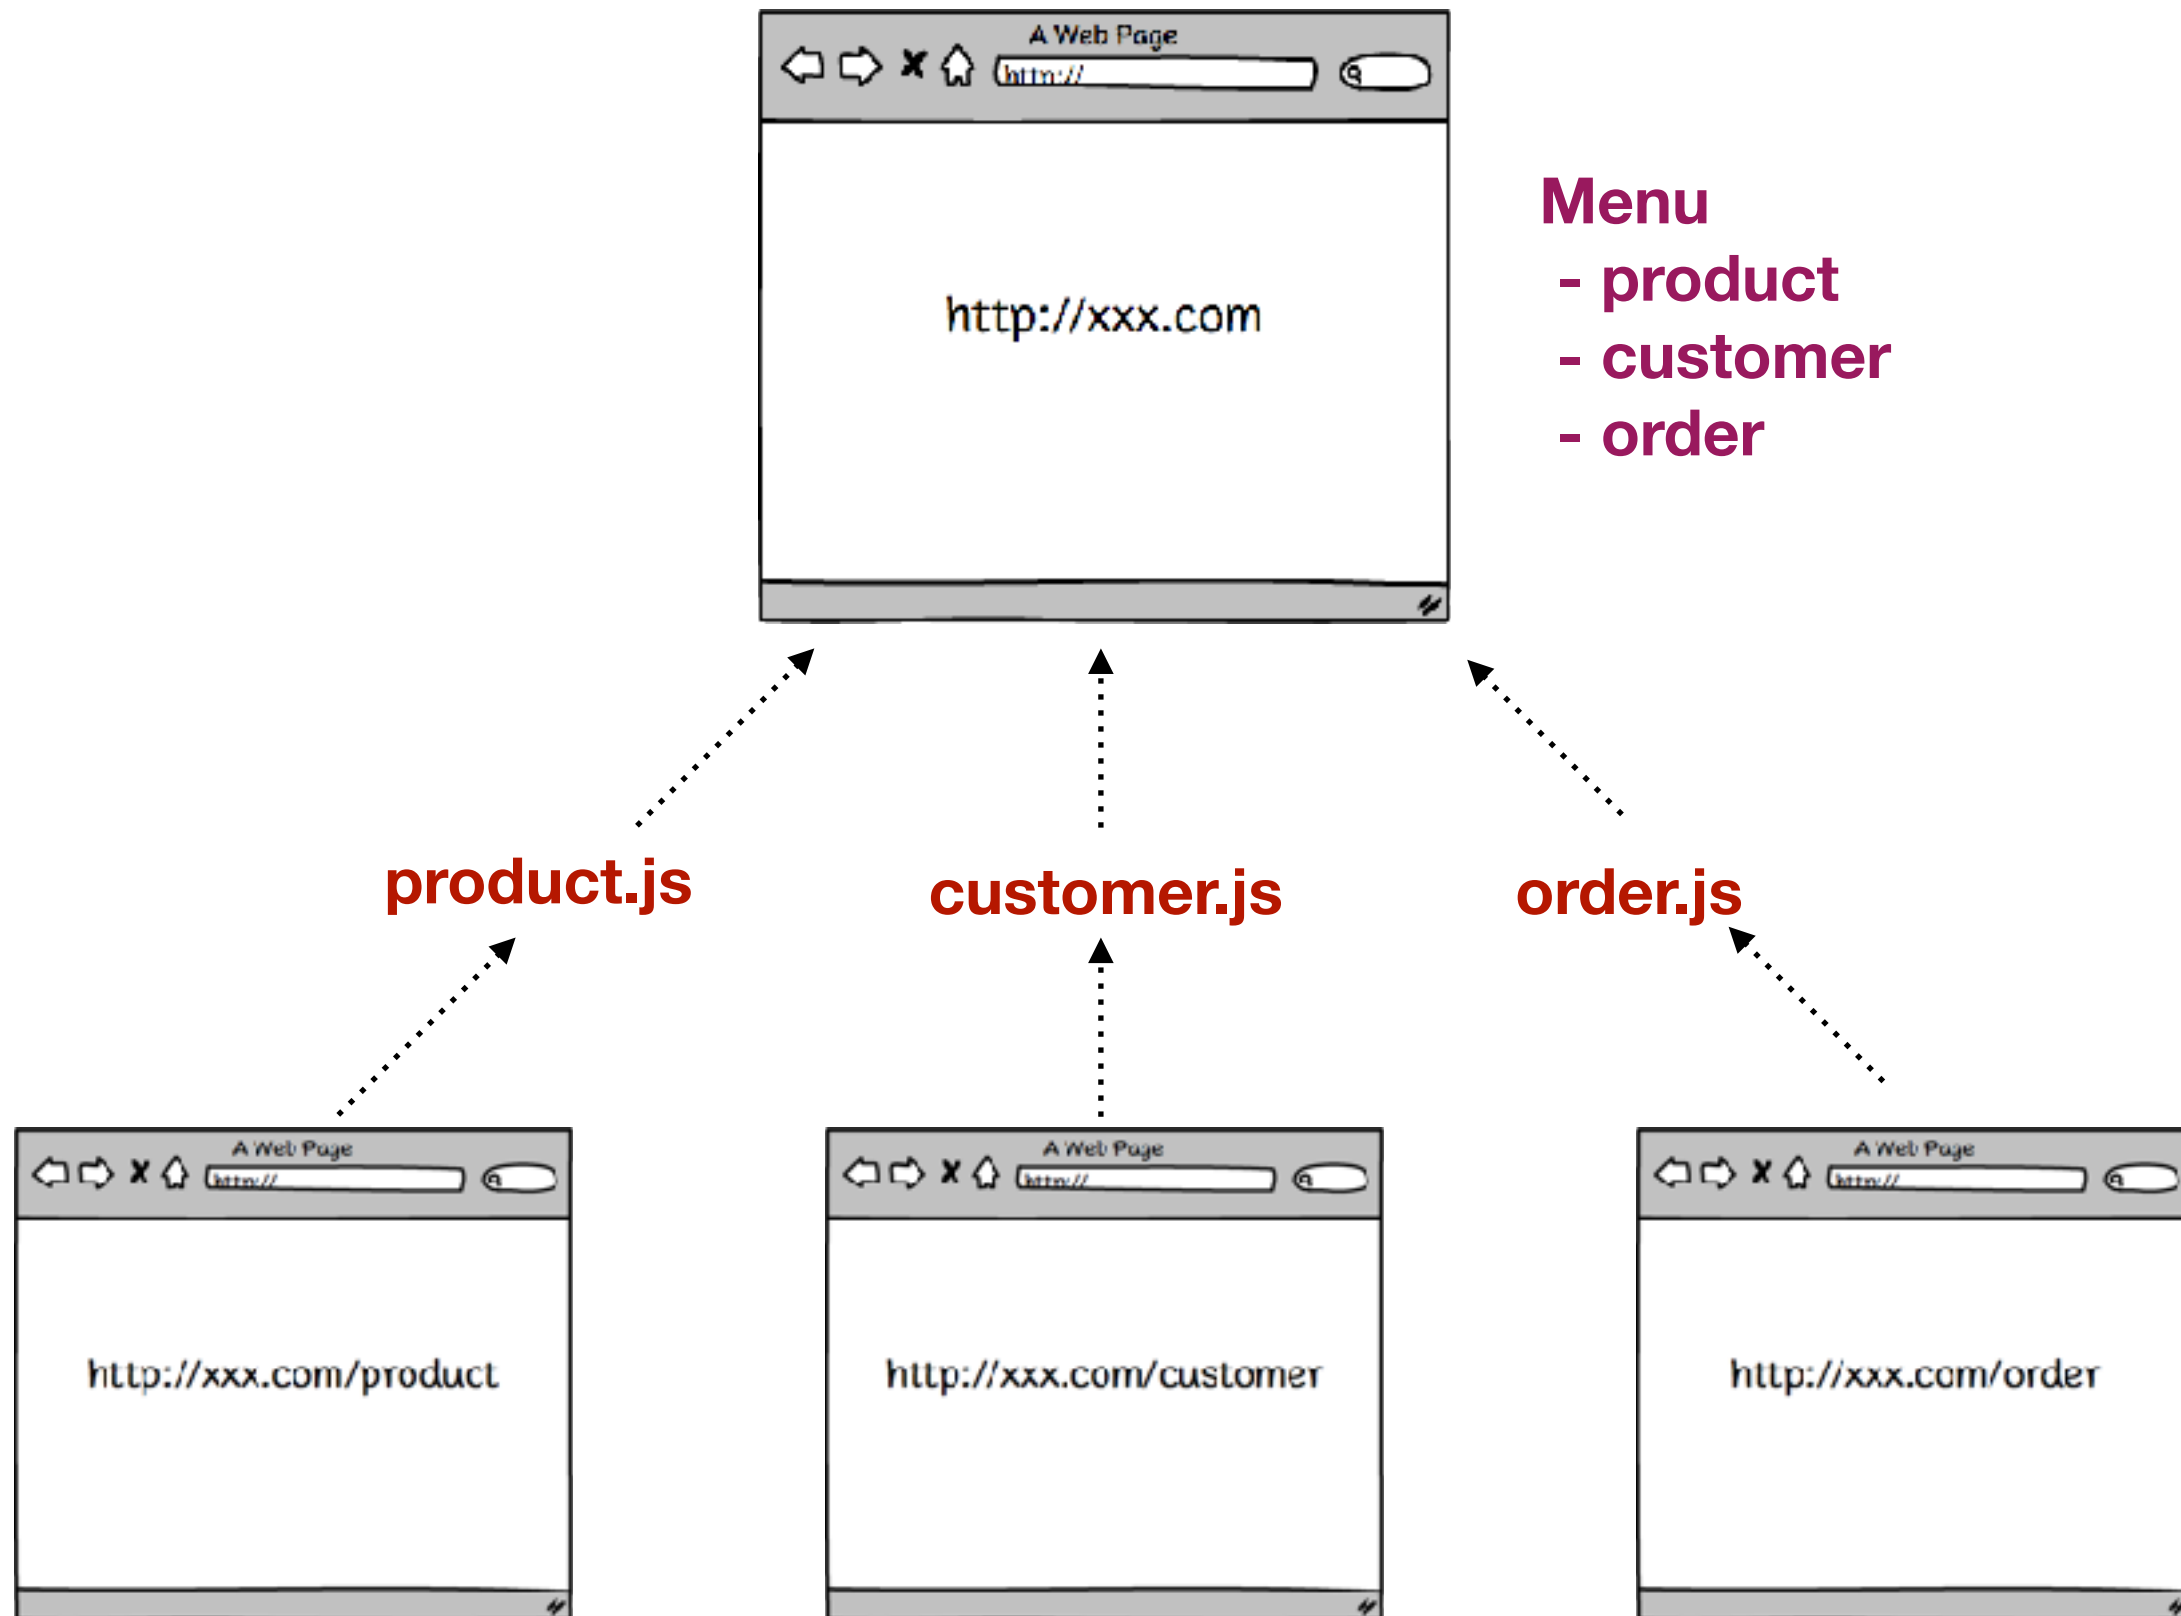 A Web Page
http://
http://xxx.com
Menu
- product
- customer
- order
product.js
customer.js
order.js
A Web Page
http://
http://xxx.com/product
A Web Page
http://
http://xxx.com/customer
A Web Page
http://
http://xxx.com/order